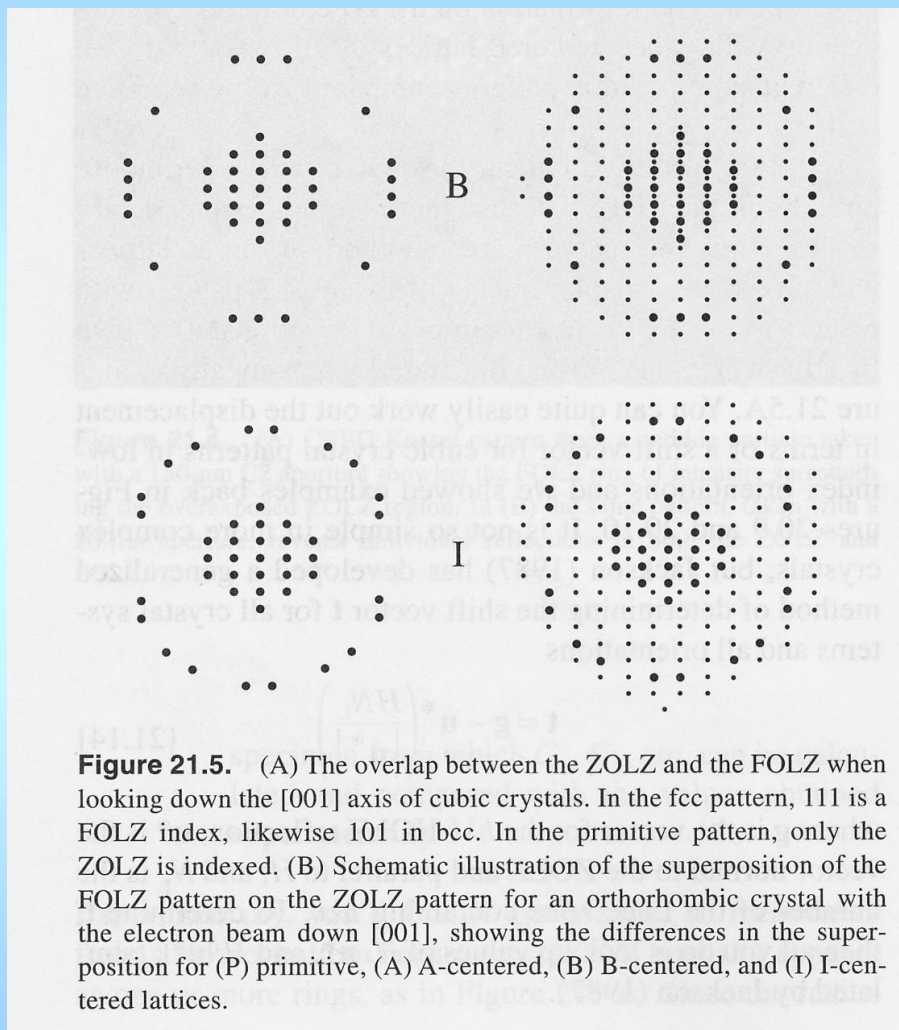 B
I
Figure 21.5. (A) The overlap between the ZOLZ and the FOLZ when
looking down the [001] axis of cubic crystals. In the fcc pattern, 111 is a
FOLZ index, likewise 101 in bcc. In the primitive pattern, only the
ZOLZ is indexed. (B) Schematic illustration of the superposition of the
FOLZ pattern on the ZOLZ pattern for an orthorhombic crystal with
the electron beam down [001], showing the differences in the super-
position for (P) primitive, (A) A-centered, (B) B-centered, and (I) I-cen-
tered lattices.